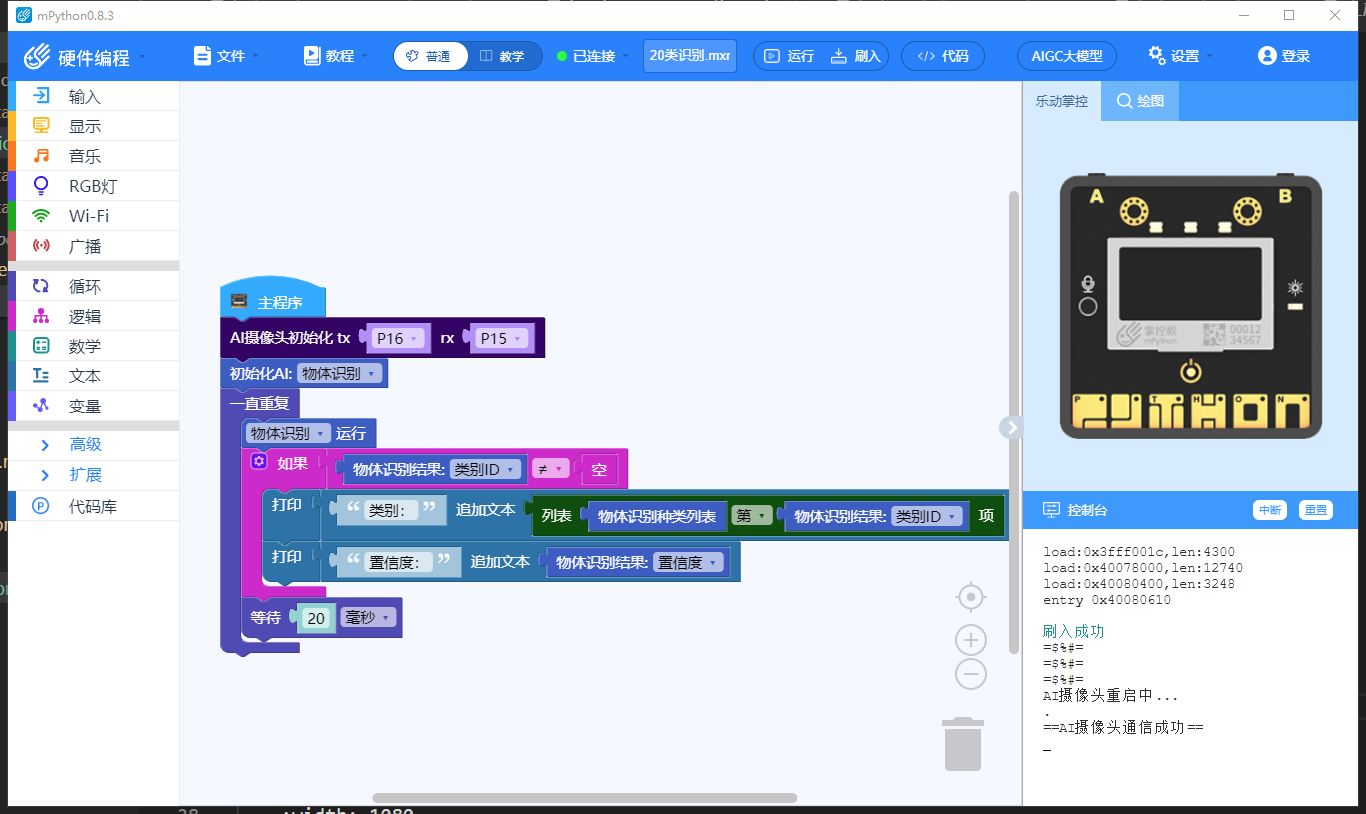 mPython0.8.3
硬件编程
文件
教程
普通
教学
已连接
20类识别.mxr
运行
刷入
</> 代码
AIGC大模型
设置
登录
输入
显示
音乐
RGB灯
Wi-Fi
广播
循环
逻辑
数学
文本
变量
高级
扩展
代码库
主程序
AI摄像头初始化 tx P16 rx P15
初始化AI: 物体识别
一直重复
物体识别 运行
如果 物体识别结果: 类别ID ≠ 空
打印 “ 类别： ” 追加文本 列表 物体识别种类列表 第 物体识别结果: 类别ID 项
打印 “ 置信度： ” 追加文本 物体识别结果: 置信度
等待 20 毫秒
乐动掌控
绘图
A B
掌控板
mPython
00012
34567
P Y T H O N
控制台
中断
重置
load:0x3fff001c,len:4300
load:0x40078000,len:12740
load:0x40080400,len:3248
entry 0x40080610
刷入成功
=$%#=
=$%#=
=$%#=
AI摄像头重启中...
.
==AI摄像头通信成功==
_